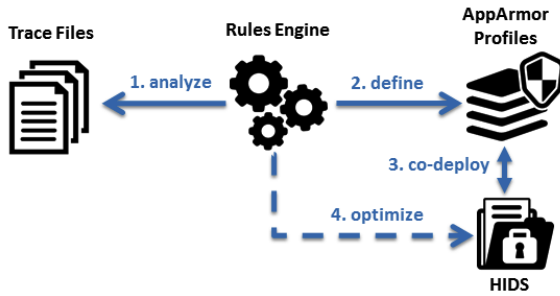 Trace Files
Rules Engine
AppArmor
Profiles
1. analyze
2. define
3. co-deploy
4. optimize
HIDS